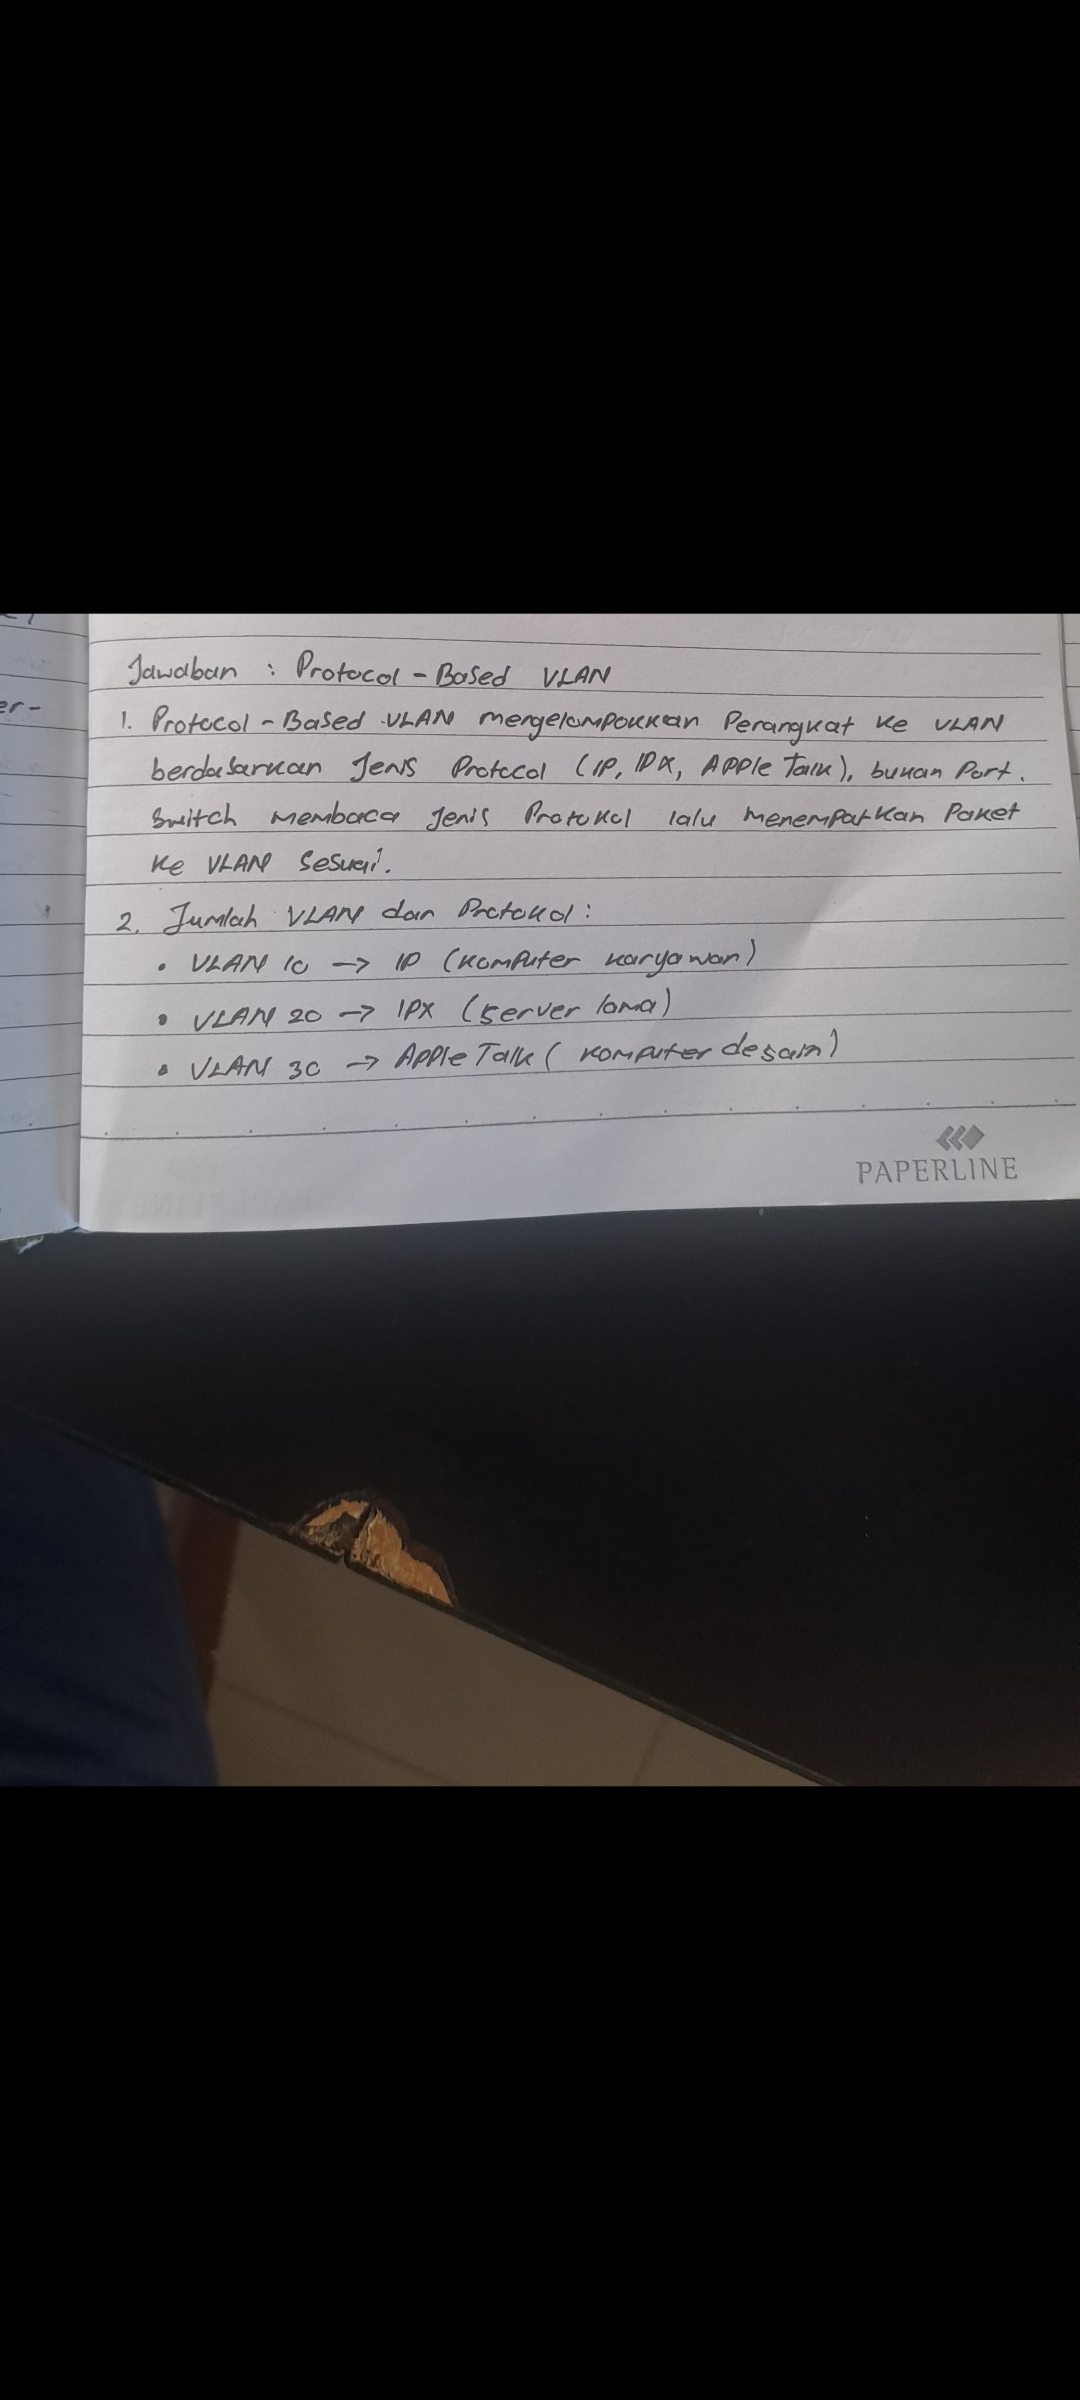 er-
Jawaban : Protocol - Based VLAN
1. Protocol - Based VLAN mengelompokkan Perangkat ke VLAN
berdasarkan Jenis Protocol (IP, IPX, Apple Talk), bukan Port.
Switch membaca Jenis Protokol lalu menempatkan Paket
ke VLAN Sesuai.
2. Jumlah VLAN dan Protokol :
• VLAN 10 → IP (Komputer karyawan)
• VLAN 20 → IPX (Server lama)
• VLAN 30 → Apple Talk ( Komputer desain)
PAPERLINE